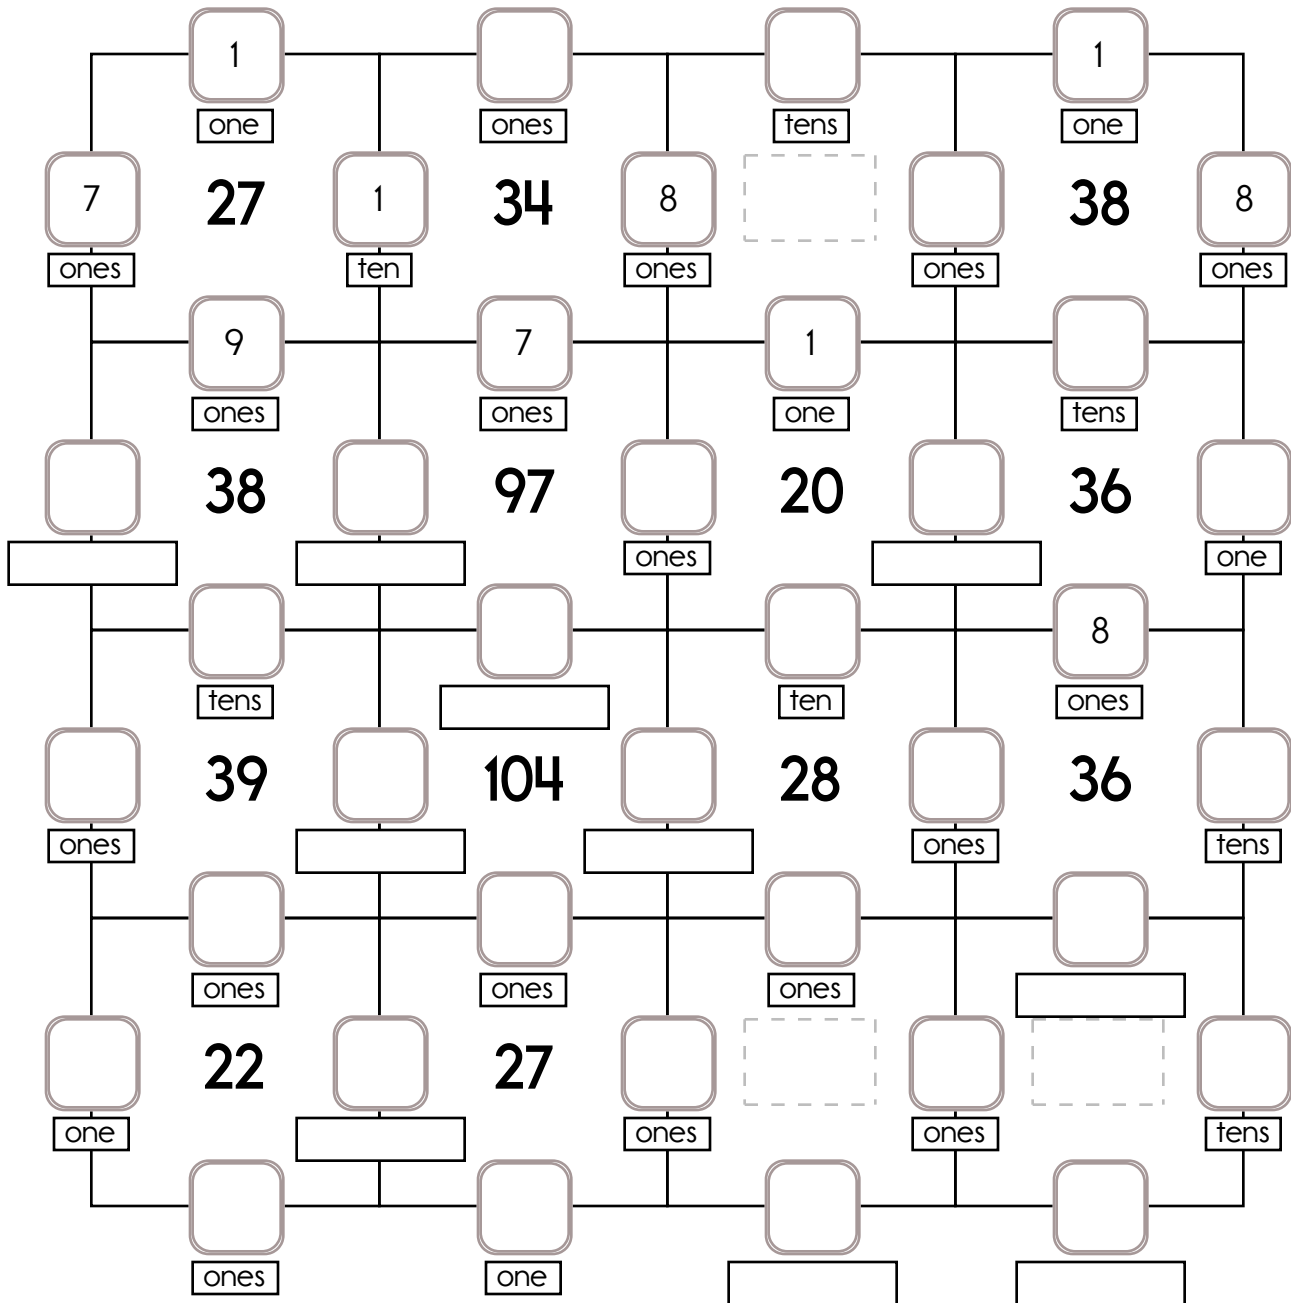 1 1
one ones tens one
7 27 1 34 8 38 8
ones ten ones ones ones
9 7 1
ones ones one tens
38 97 20 36
ones one
8
tens ten ones
39 104 28 36
ones ones tens
ones ones ones
22 27
one ones ones tens
ones one